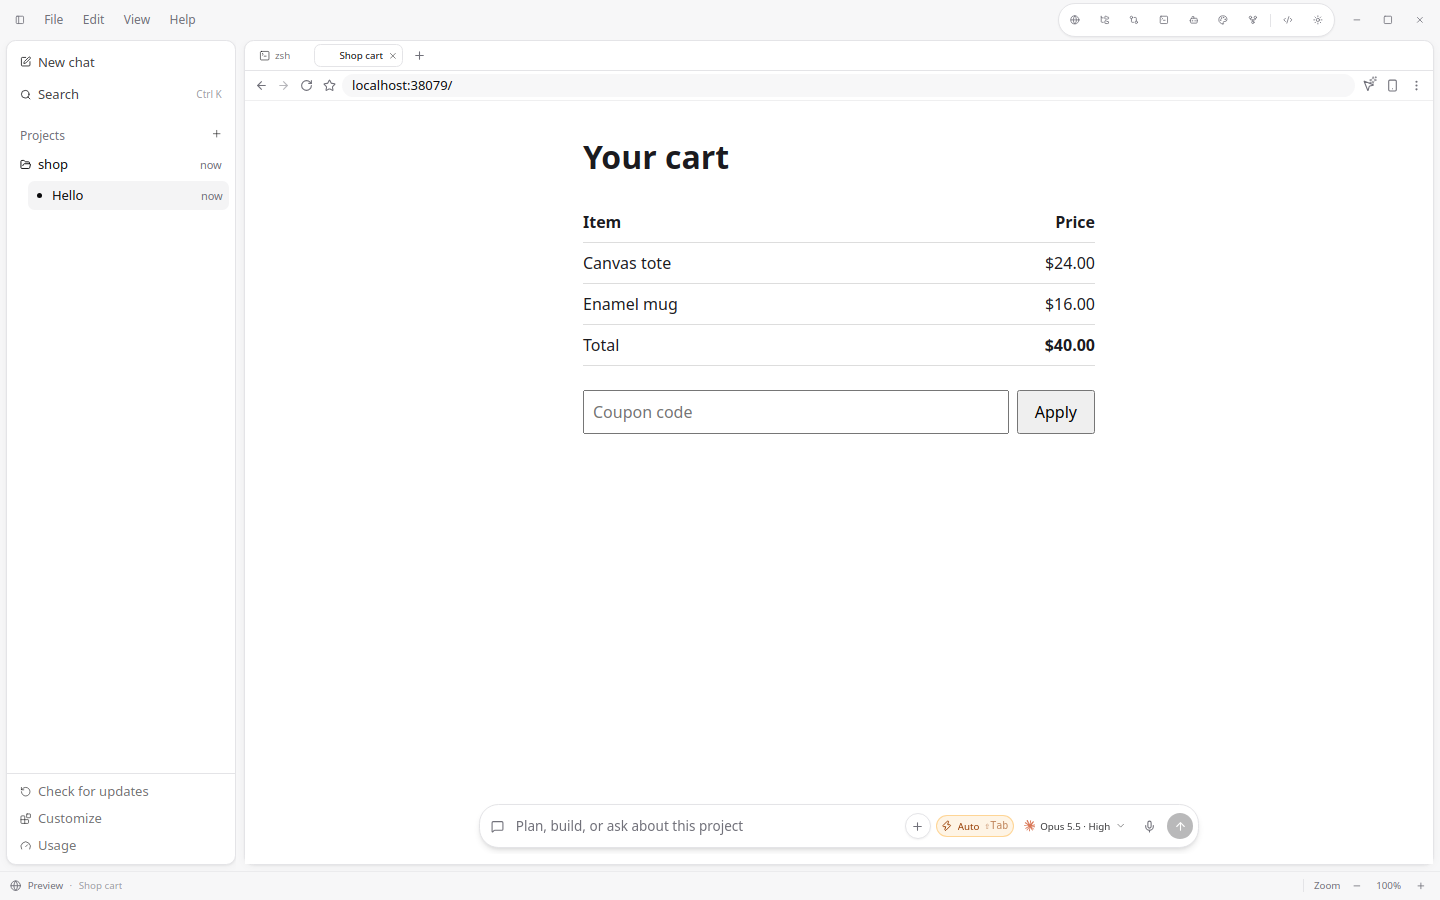 File Edit View Help
New chat
Search Ctrl K
Projects
shop now
Hello now
Check for updates
Customize
Usage
zsh Shop cart
localhost:38079/
Your cart
Item Price
Canvas tote $24.00
Enamel mug $16.00
Total $40.00
Coupon code Apply
Plan, build, or ask about this project Auto ⇧Tab Opus 5.5 · High
Preview · Shop cart Zoom 100%